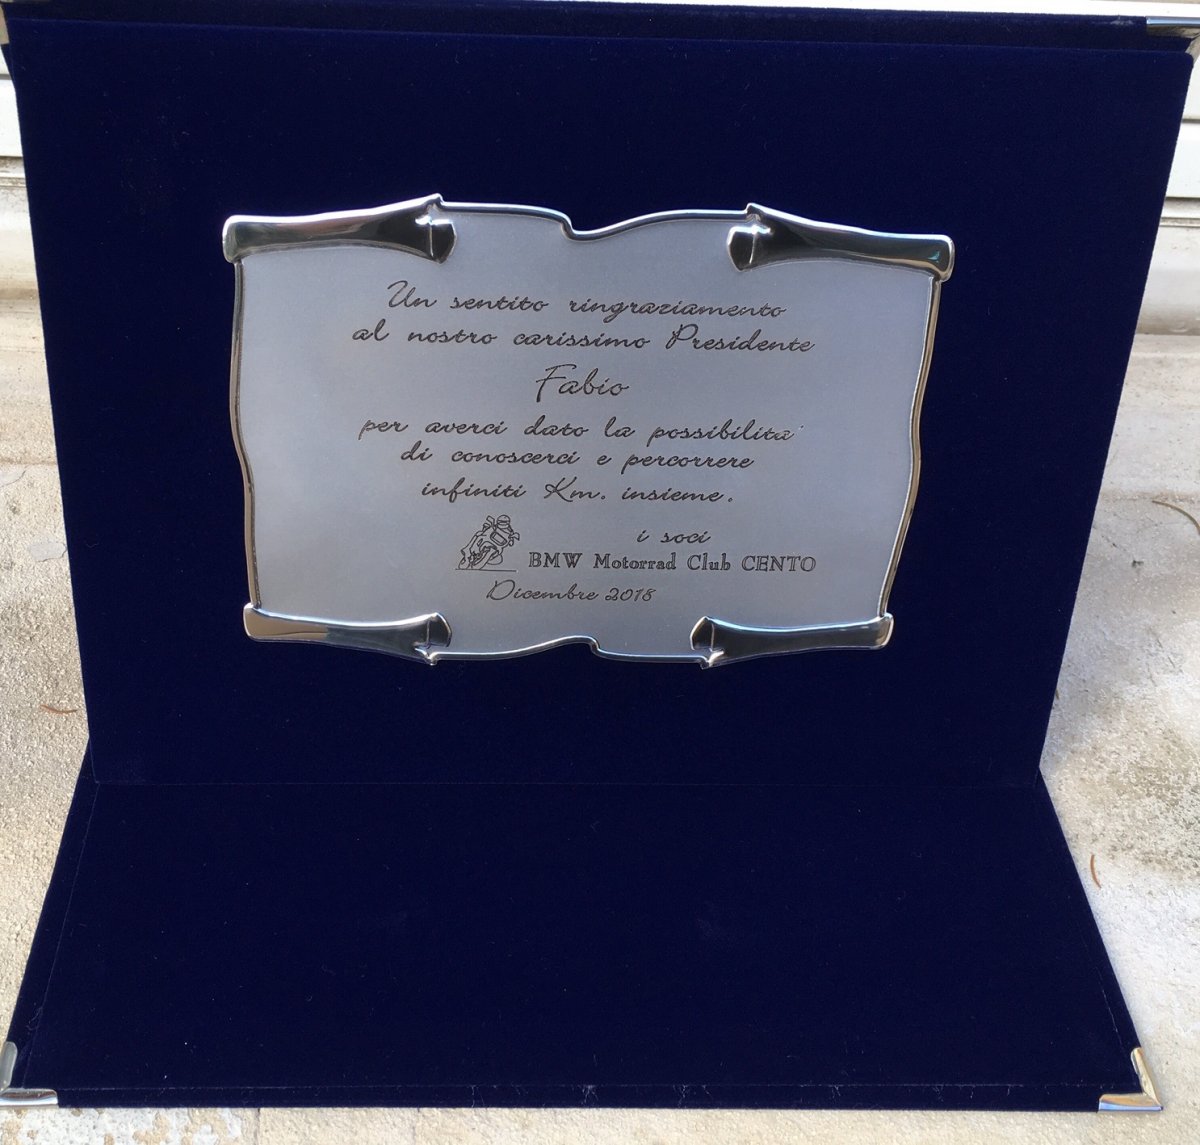 Un sentito ringraziamento
al nostro carissimo Presidente
Fabio
per averci dato la possibilita'
di conoscerci e percorrere
infiniti Km. insieme.
i soci
BMW Motorrad Club CENTO
Dicembre 2018